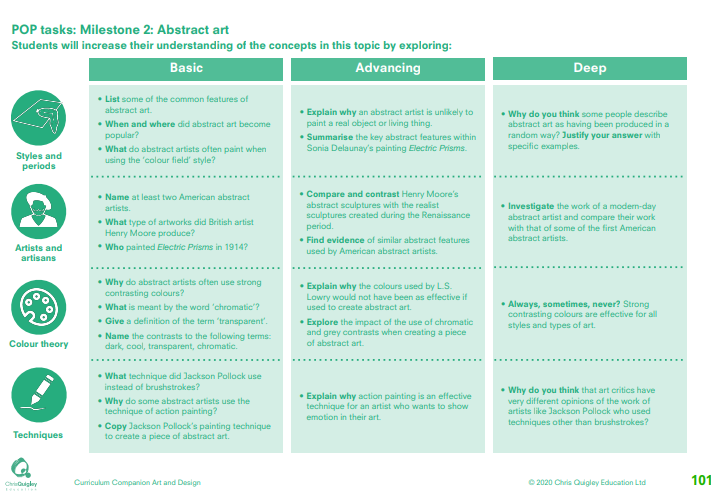 POP tasks: Milestone 2: Abstract art
Students will increase their understanding of the concepts in this topic by exploring:
Basic
Advancing
Deep
Styles and
periods
• List some of the common features of
abstract art.
• When and where did abstract art become
popular?
• What do abstract artists often paint when
using the 'colour field' style?
• Explain why an abstract artist is unlikely to
paint a real object or living thing.
• Summarise the key abstract features within
Sonia Delaunay's painting Electric Prisms.
• Why do you think some people describe
abstract art as having been produced in a
random way? Justify your answer with
specific examples.
Artists and
artisans
• Name at least two American abstract
artists.
• What type of artworks did British artist
Henry Moore produce?
• Who painted Electric Prisms in 1914?
• Compare and contrast Henry Moore's
abstract sculptures with the realist
sculptures created during the Renaissance
period.
• Find evidence of similar abstract features
used by American abstract artists.
• Investigate the work of a modern-day
abstract artist and compare their work
with that of some of the first American
abstract artists.
Colour theory
• Why do abstract artists often use strong
contrasting colours?
• What is meant by the word 'chromatic'?
• Give a definition of the term 'transparent'.
• Name the contrasts to the following terms:
dark, cool, transparent, chromatic.
• Explain why the colours used by L.S.
Lowry would not have been as effective if
used to create abstract art.
• Explore the impact of the use of chromatic
and grey contrasts when creating a piece
of abstract art.
• Always, sometimes, never? Strong
contrasting colours are effective for all
styles and types of art.
Techniques
• What technique did Jackson Pollock use
instead of brushstrokes?
• Why do some abstract artists use the
technique of action painting?
• Copy Jackson Pollock's painting technique
to create a piece of abstract art.
• Explain why action painting is an effective
technique for an artist who wants to show
emotion in their art.
• Why do you think that art critics have
very different opinions of the work of
artists like Jackson Pollock who used
techniques other than brushstrokes?
ChrisQuigley
Education
Curriculum Companion Art and Design
© 2020 Chris Quigley Education Ltd
101